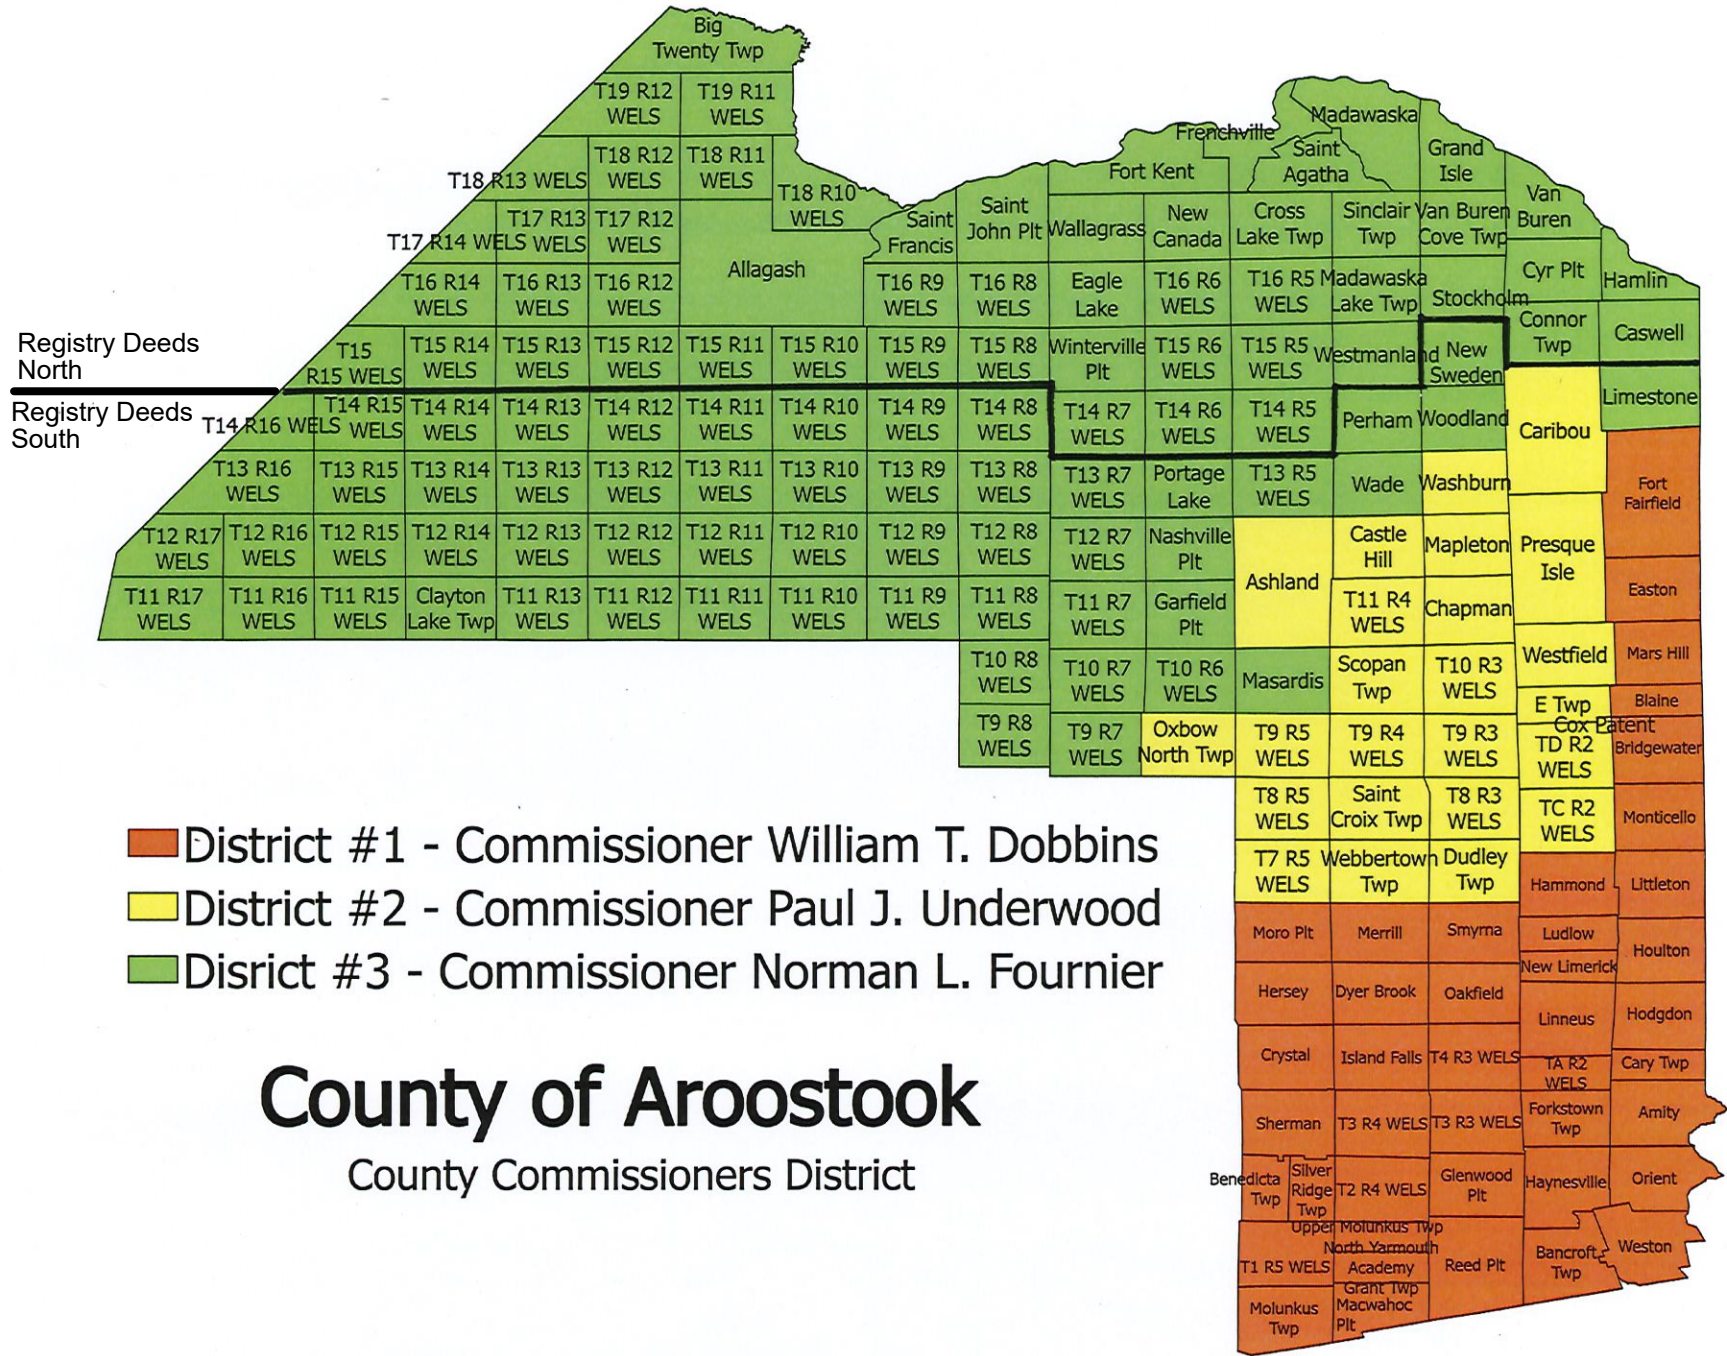 Big
Twenty Twp
T19 R12
WELS
T19 R11
WELS
T18 R13 WELS
T18 R12
WELS
T18 R11
WELS
T18 R10
WELS
Frenchville
Madawaska
Fort Kent
Saint
Agatha
Grand
Isle
Van
Buren
T17 R14 WELS
T17 R13
WELS
T17 R12
WELS
Allagash
Saint
Francis
Saint
John Plt
Wallagrass
New
Canada
Cross
Lake Twp
Sinclair
Twp
Van Buren
Cove Twp
T16 R14
WELS
T16 R13
WELS
T16 R12
WELS
T16 R9
WELS
T16 R8
WELS
Eagle
Lake
T16 R6
WELS
T16 R5
WELS
Madawaska
Lake Twp
Stockholm
Cyr Plt
Hamlin
Registry Deeds
North
T15
R15 WELS
T15 R14
WELS
T15 R13
WELS
T15 R12
WELS
T15 R11
WELS
T15 R10
WELS
T15 R9
WELS
T15 R8
WELS
Winterville
Plt
T15 R6
WELS
T15 R5
WELS
Westmanland
New
Sweden
Connor
Twp
Caswell
Registry Deeds
South
T14 R16 WELS
T14 R15
WELS
T14 R14
WELS
T14 R13
WELS
T14 R12
WELS
T14 R11
WELS
T14 R10
WELS
T14 R9
WELS
T14 R8
WELS
T14 R7
WELS
T14 R6
WELS
T14 R5
WELS
Perham
Woodland
Caribou
Limestone
T13 R16
WELS
T13 R15
WELS
T13 R14
WELS
T13 R13
WELS
T13 R12
WELS
T13 R11
WELS
T13 R10
WELS
T13 R9
WELS
T13 R8
WELS
T13 R7
WELS
Portage
Lake
T13 R5
WELS
Wade
Washburn
Fort
Fairfield
T12 R17
WELS
T12 R16
WELS
T12 R15
WELS
T12 R14
WELS
T12 R13
WELS
T12 R12
WELS
T12 R11
WELS
T12 R10
WELS
T12 R9
WELS
T12 R8
WELS
T12 R7
WELS
Nashville
Plt
Ashland
Castle
Hill
Mapleton
Presque
Isle
T11 R17
WELS
T11 R16
WELS
T11 R15
WELS
Clayton
Lake Twp
T11 R13
WELS
T11 R12
WELS
T11 R11
WELS
T11 R10
WELS
T11 R9
WELS
T11 R8
WELS
T11 R7
WELS
Garfield
Plt
T11 R4
WELS
Chapman
Easton
T10 R8
WELS
T10 R7
WELS
T10 R6
WELS
Masardis
Scopan
Twp
T10 R3
WELS
Westfield
Mars Hill
T9 R8
WELS
T9 R7
WELS
Oxbow
North Twp
T9 R5
WELS
T9 R4
WELS
T9 R3
WELS
E Twp
Blaine
Cox Patent
TD R2
WELS
Bridgewater
T8 R5
WELS
Saint
Croix Twp
T8 R3
WELS
TC R2
WELS
Monticello
T7 R5
WELS
Webbertown
Twp
Dudley
Twp
Hammond
Littleton
District #1 - Commissioner William T. Dobbins
District #2 - Commissioner Paul J. Underwood
Disrict #3 - Commissioner Norman L. Fournier
Moro Plt
Merrill
Smyrna
Ludlow
Houlton
New Limerick
Hersey
Dyer Brook
Oakfield
Linneus
Hodgdon
Crystal
Island Falls
T4 R3 WELS
TA R2
WELS
Cary Twp
County of Aroostook
County Commissioners District
Sherman
T3 R4 WELS
T3 R3 WELS
Forkstown
Twp
Amity
Benedicta
Twp
Silver
Ridge
Twp
T2 R4 WELS
Glenwood
Plt
Haynesville
Orient
Upper Molunkus Twp
North Yarmouth
Academy
Grant Twp
T1 R5 WELS
Reed Plt
Bancroft
Twp
Weston
Molunkus
Twp
Macwahoc
Plt